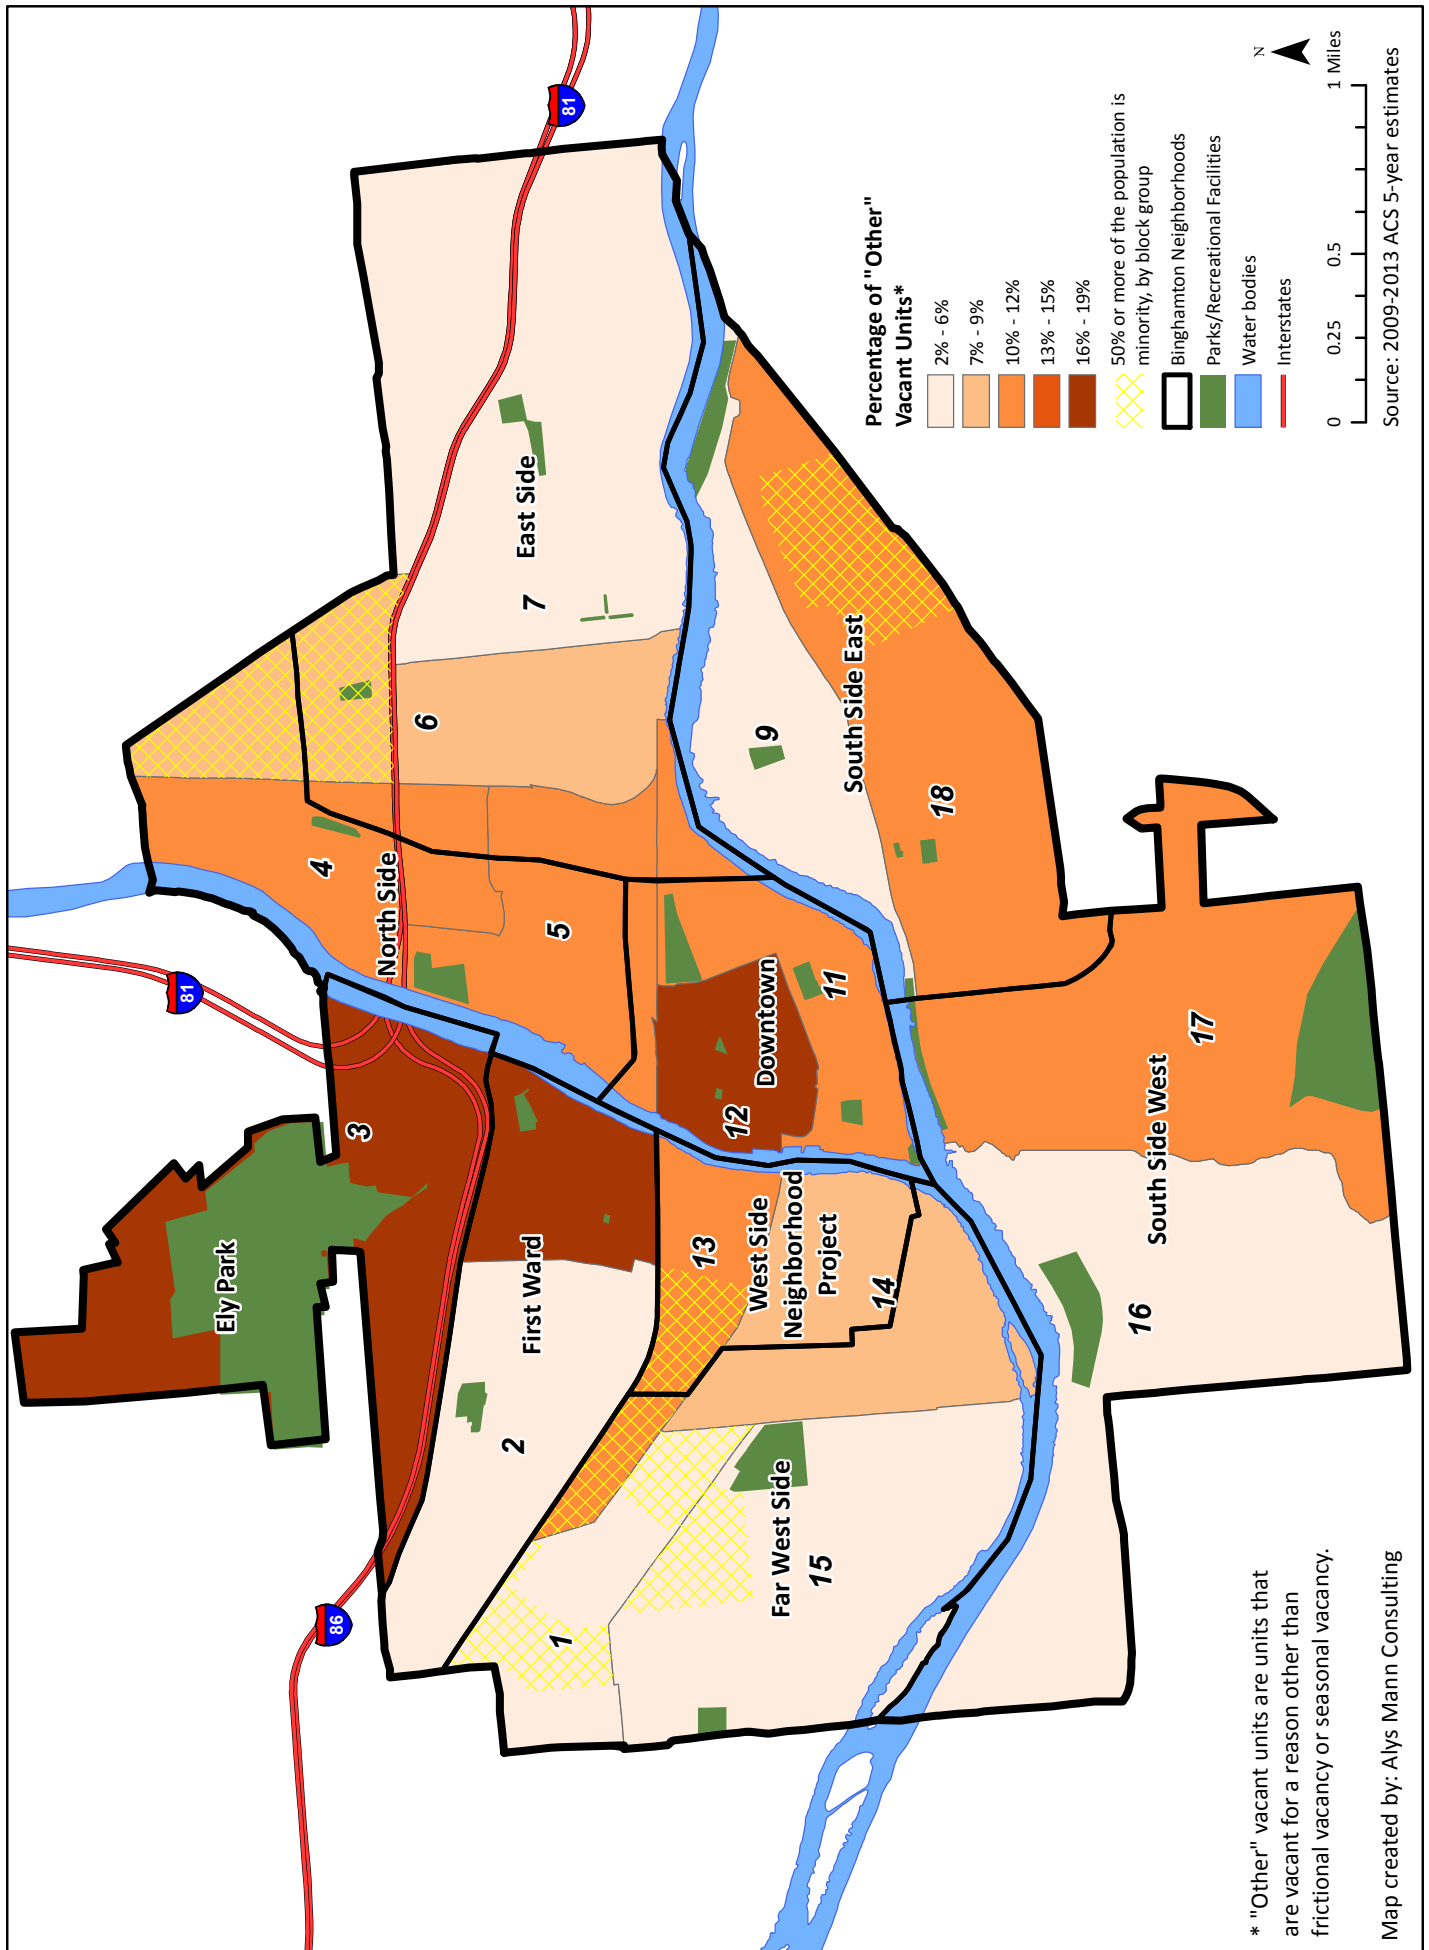 81
86
81
Ely Park
3
4
North Side
First Ward
2
1
5
6
7
East Side
13
West Side
Neighborhood
Project
14
12
Downtown
11
Far West Side
15
9
South Side East
18
16
South Side West
17
Percentage of "Other"
Vacant Units*
2% - 6%
7% - 9%
10% - 12%
13% - 15%
16% - 19%
50% or more of the population is
minority, by block group
Binghamton Neighborhoods
Parks/Recreational Facilities
Water bodies
Interstates
N
0 0.25 0.5 1 Miles
Source: 2009-2013 ACS 5-year estimates
* "Other" vacant units are units that
are vacant for a reason other than
frictional vacancy or seasonal vacancy.
Map created by: Alys Mann Consulting